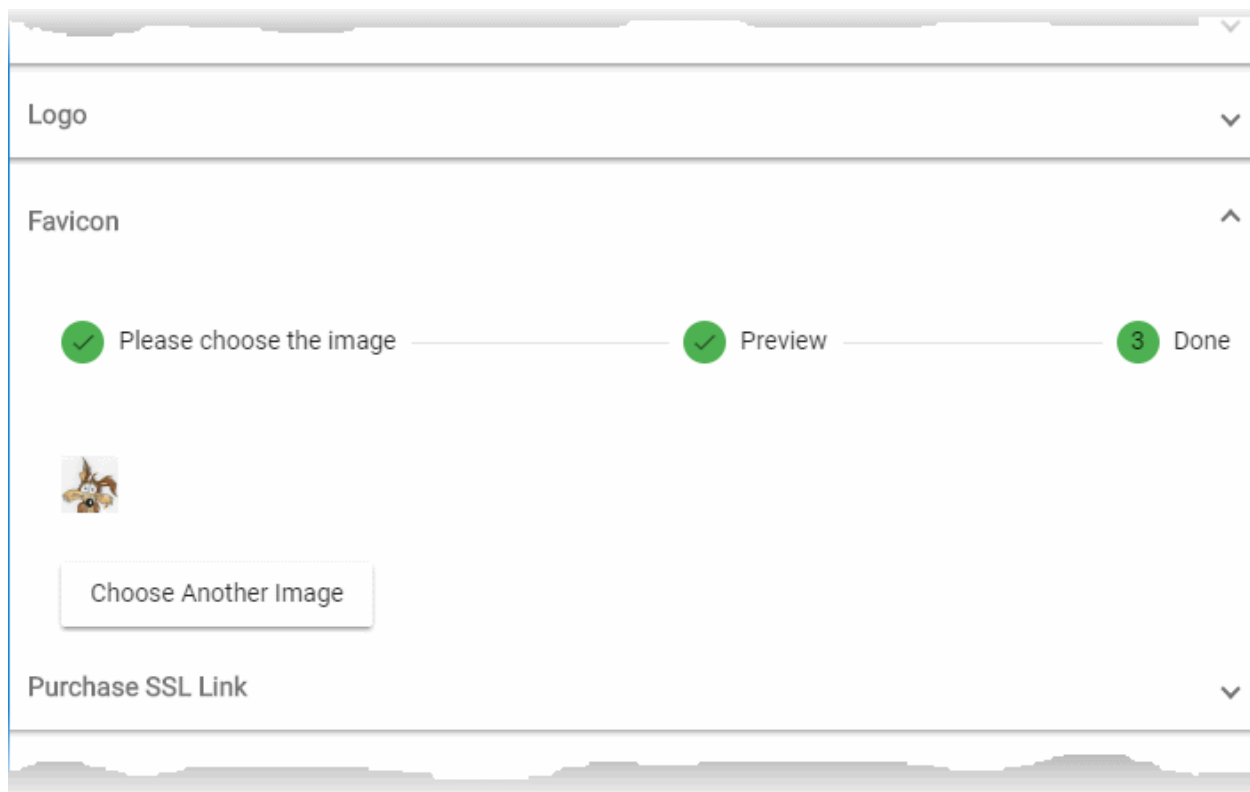 Logo
Favicon
Please choose the image Preview 3 Done
Choose Another Image
Purchase SSL Link